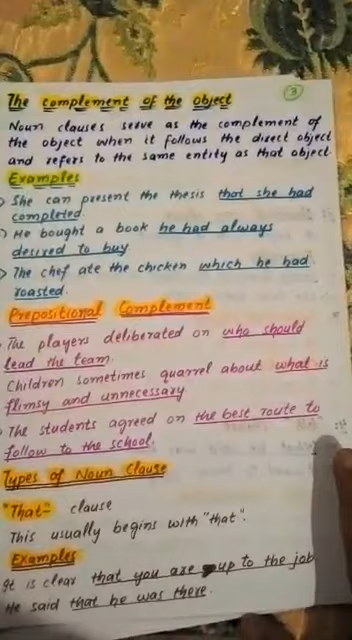 3
The complement of the object
Noun clauses serve as the complement of
the object when it follows the direct object
and refers to the same entity as that object.
Examples
She can present the thesis that she had
completed.
He bought a book he had always
desired to buy
The chef ate the chicken which he had
roasted.
Prepositional Complement
The players deliberated on who should
lead the team.
Children sometimes quarrel about what is
flimsy and unnecessary
The students agreed on the best route to
follow to the school.
Types of Noun Clause
"That" clause
This usually begins with "that".
Examples
It is clear that you are up to the job
He said that he was there.